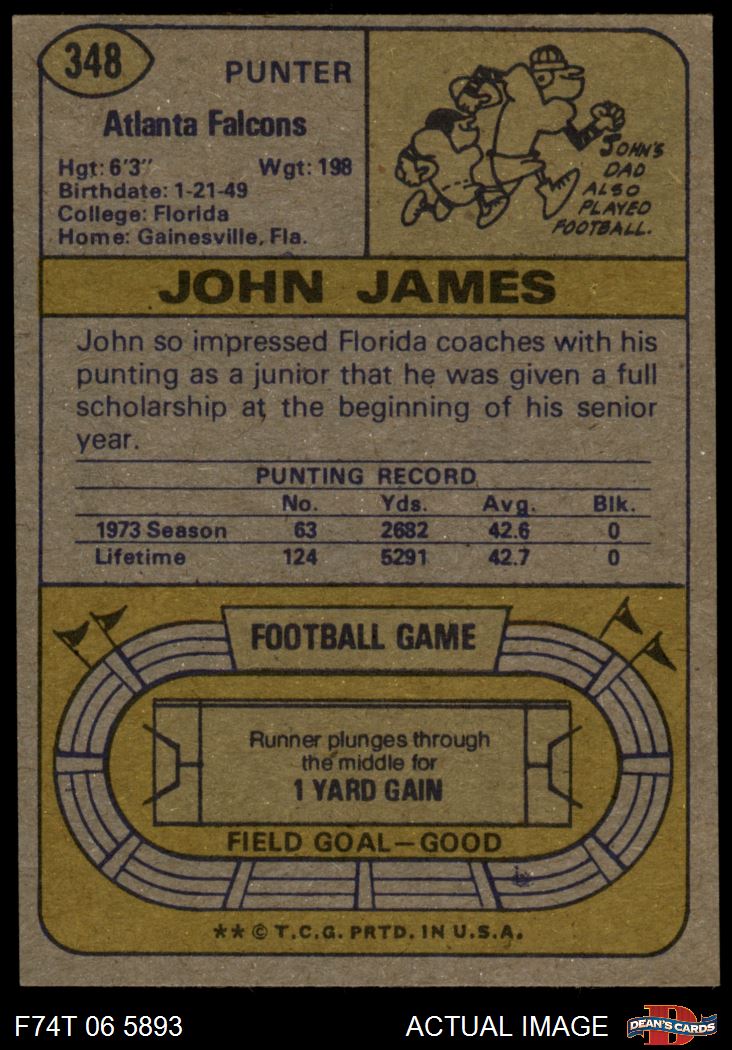 348
PUNTER
Atlanta Falcons
Hgt: 6'3" Wgt: 198
Birthdate: 1-21-49
College: Florida
Home: Gainesville, Fla.
JOHN'S
DAD
ALSO
PLAYED
FOOTBALL.
JOHN JAMES
John so impressed Florida coaches with his
punting as a junior that he was given a full
scholarship at the beginning of his senior
year.
PUNTING RECORD
No. Yds. Avg. Blk.
1973 Season 63 2682 42.6 0
Lifetime 124 5291 42.7 0
FOOTBALL GAME
Runner plunges through
the middle for
1 YARD GAIN
FIELD GOAL—GOOD
** © T.C.G. PRTD. IN U.S.A.
F74T 06 5893 ACTUAL IMAGE
D
DEAN'S CARDS